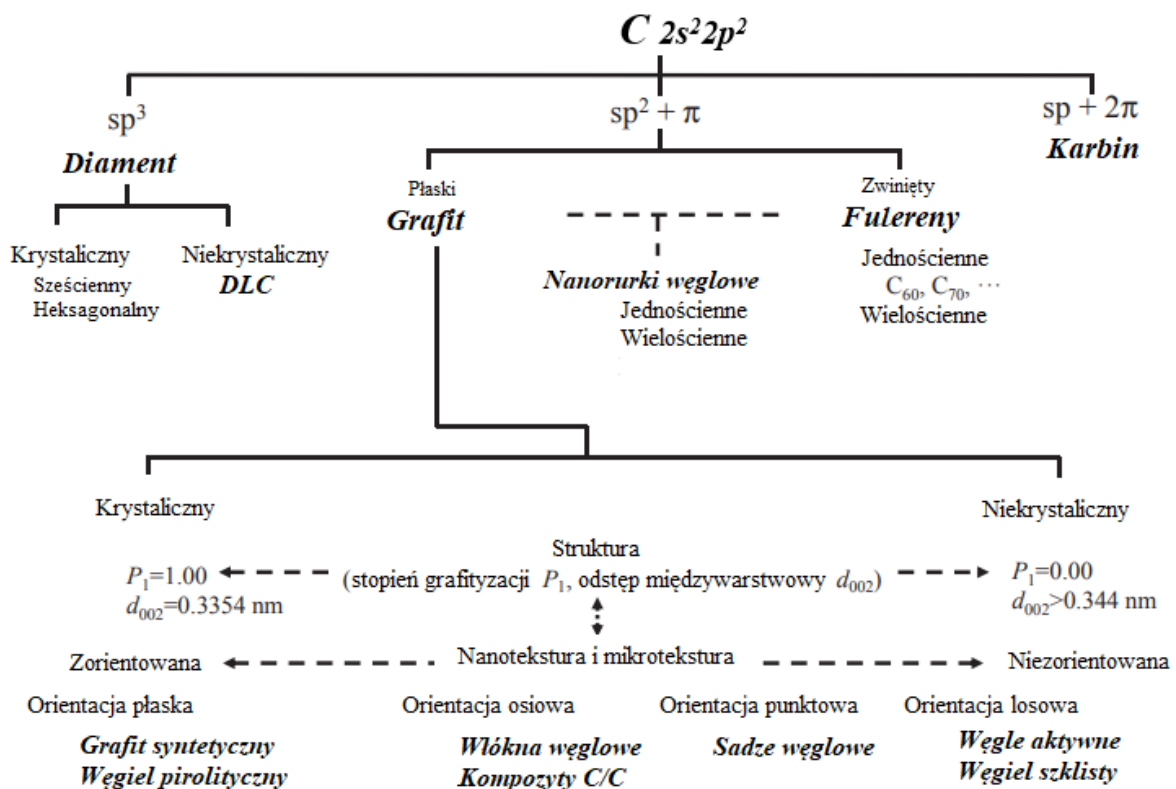 C 2s²2p²
sp³
sp² + π
sp + 2π
Diament
Karbin
Płaski
Zwinięty
Grafit
Fulereny
Krystaliczny
Niekrystaliczny
Sześcienny
DLC
Heksagonalny
Nanorurki węglowe
Jednościenne
Wielościenne
Jednościenne
C₆₀, C₇₀, ⋯
Wielościenne
Krystaliczny
Niekrystaliczny
Struktura
(stopień grafityzacji P₁, odstęp międzywarstwowy d₀₀₂)
P₁=1.00
d₀₀₂=0.3354 nm
P₁=0.00
d₀₀₂>0.344 nm
Zorientowana
Nanotekstura i mikrotekstura
Niezorientowana
Orientacja płaska
Orientacja osiowa
Orientacja punktowa
Orientacja losowa
Grafit syntetyczny
Węgiel pirolityczny
Włókna węglowe
Kompozyty C/C
Sadze węglowe
Węgle aktywne
Węgiel szklisty